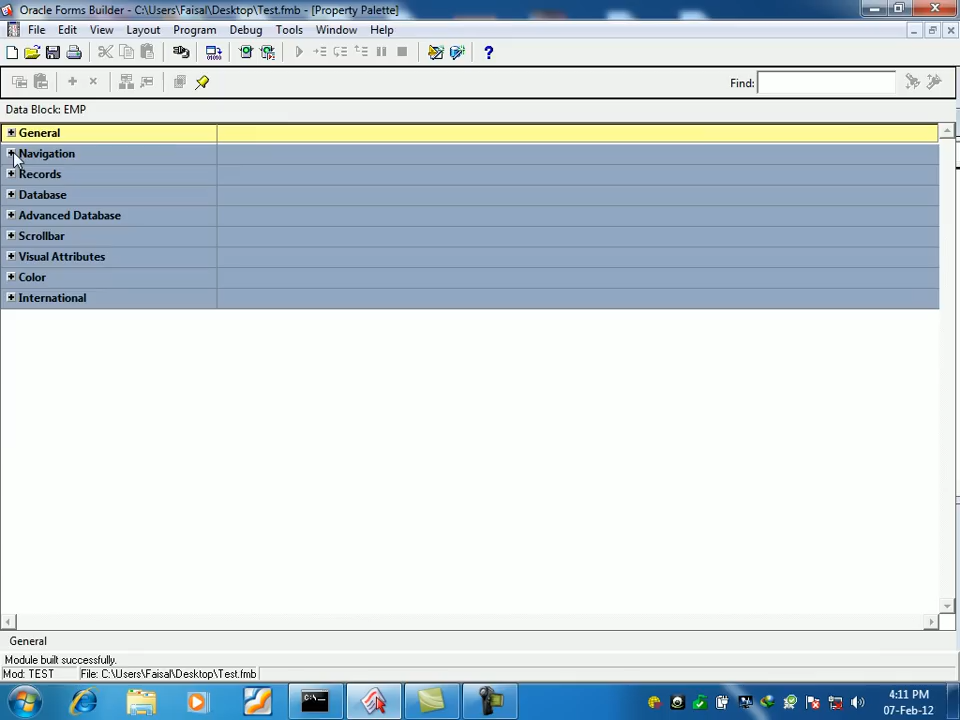 Oracle Forms Builder - C:\Users\Faisal\Desktop\Test.fmb - [Property Palette]
File Edit View Layout Program Debug Tools Window Help
Find:
Data Block: EMP
General
Navigation
Records
Database
Advanced Database
Scrollbar
Visual Attributes
Color
International
General
Module built successfully.
Mod: TEST File: C:\Users\Faisal\Desktop\Test.fmb
4:11 PM
07-Feb-12